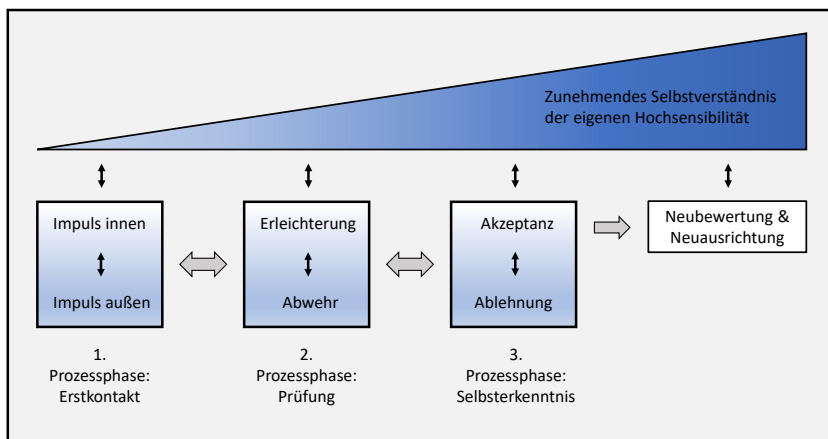 Zunehmendes Selbstverständnis
der eigenen Hochsensibilität
Impuls innen
Impuls außen
Erleichterung
Abwehr
Akzeptanz
Ablehnung
Neubewertung &
Neuausrichtung
1.
Prozessphase:
Erstkontakt
2.
Prozessphase:
Prüfung
3.
Prozessphase:
Selbsterkenntnis